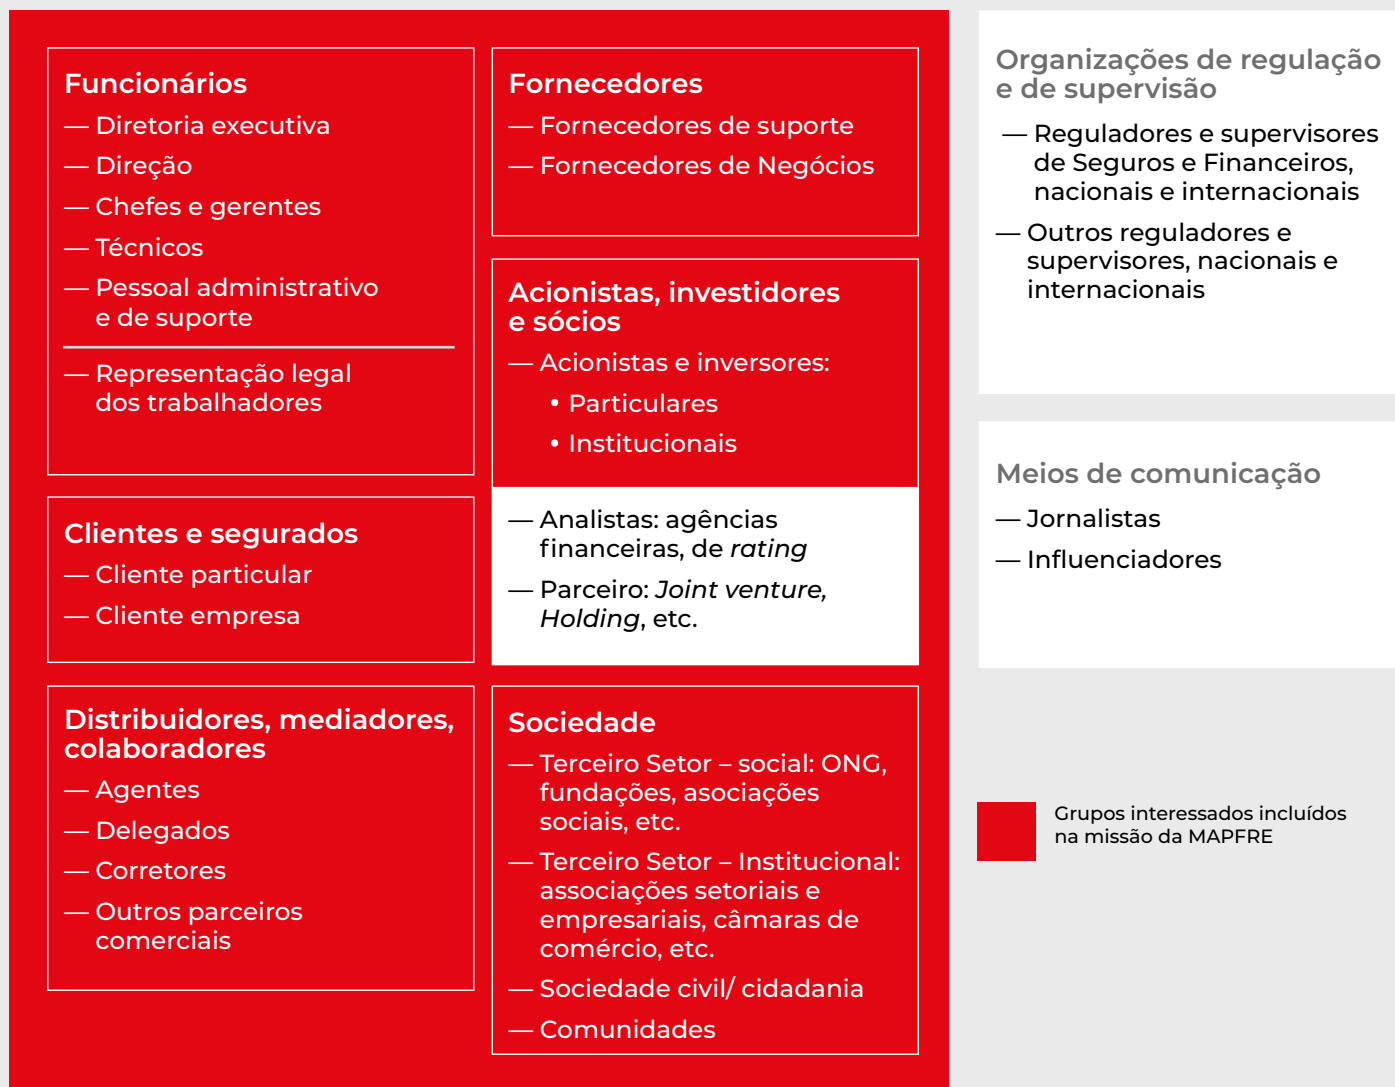 Funcionários
— Diretoria executiva
— Direção
— Chefes e gerentes
— Técnicos
— Pessoal administrativo
e de suporte
— Representação legal
dos trabalhadores
Clientes e segurados
— Cliente particular
— Cliente empresa
Distribuidores, mediadores,
colaboradores
— Agentes
— Delegados
— Corretores
— Outros parceiros
comerciais
Fornecedores
— Fornecedores de suporte
— Fornecedores de Negócios
Acionistas, investidores
e sócios
— Acionistas e inversores:
• Particulares
• Institucionais
— Analistas: agências
financeiras, de rating
— Parceiro: Joint venture,
Holding, etc.
Sociedade
— Terceiro Setor – social: ONG,
fundações, asociações
sociais, etc.
— Terceiro Setor – Institucional:
associações setoriais e
empresariais, câmaras de
comércio, etc.
— Sociedade civil/ cidadania
— Comunidades
Organizações de regulação
e de supervisão
— Reguladores e supervisores
de Seguros e Financeiros,
nacionais e internacionais
— Outros reguladores e
supervisores, nacionais e
internacionais
Meios de comunicação
— Jornalistas
— Influenciadores
Grupos interessados incluídos
na missão da MAPFRE